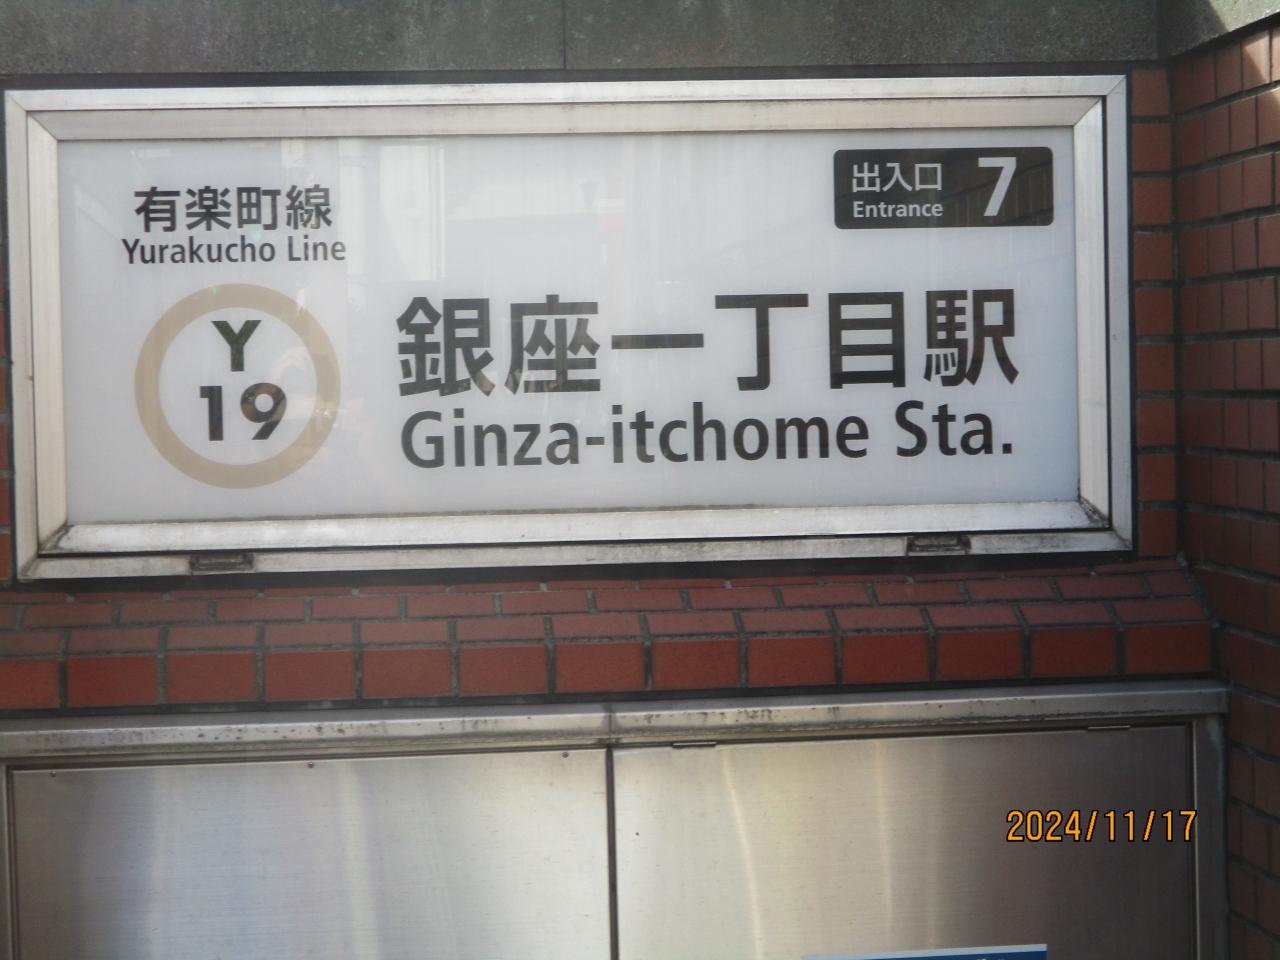 有楽町線
Yurakucho Line
Y
19
出入口
Entrance
7
銀座一丁目駅
Ginza-itchome Sta.
2024/11/17